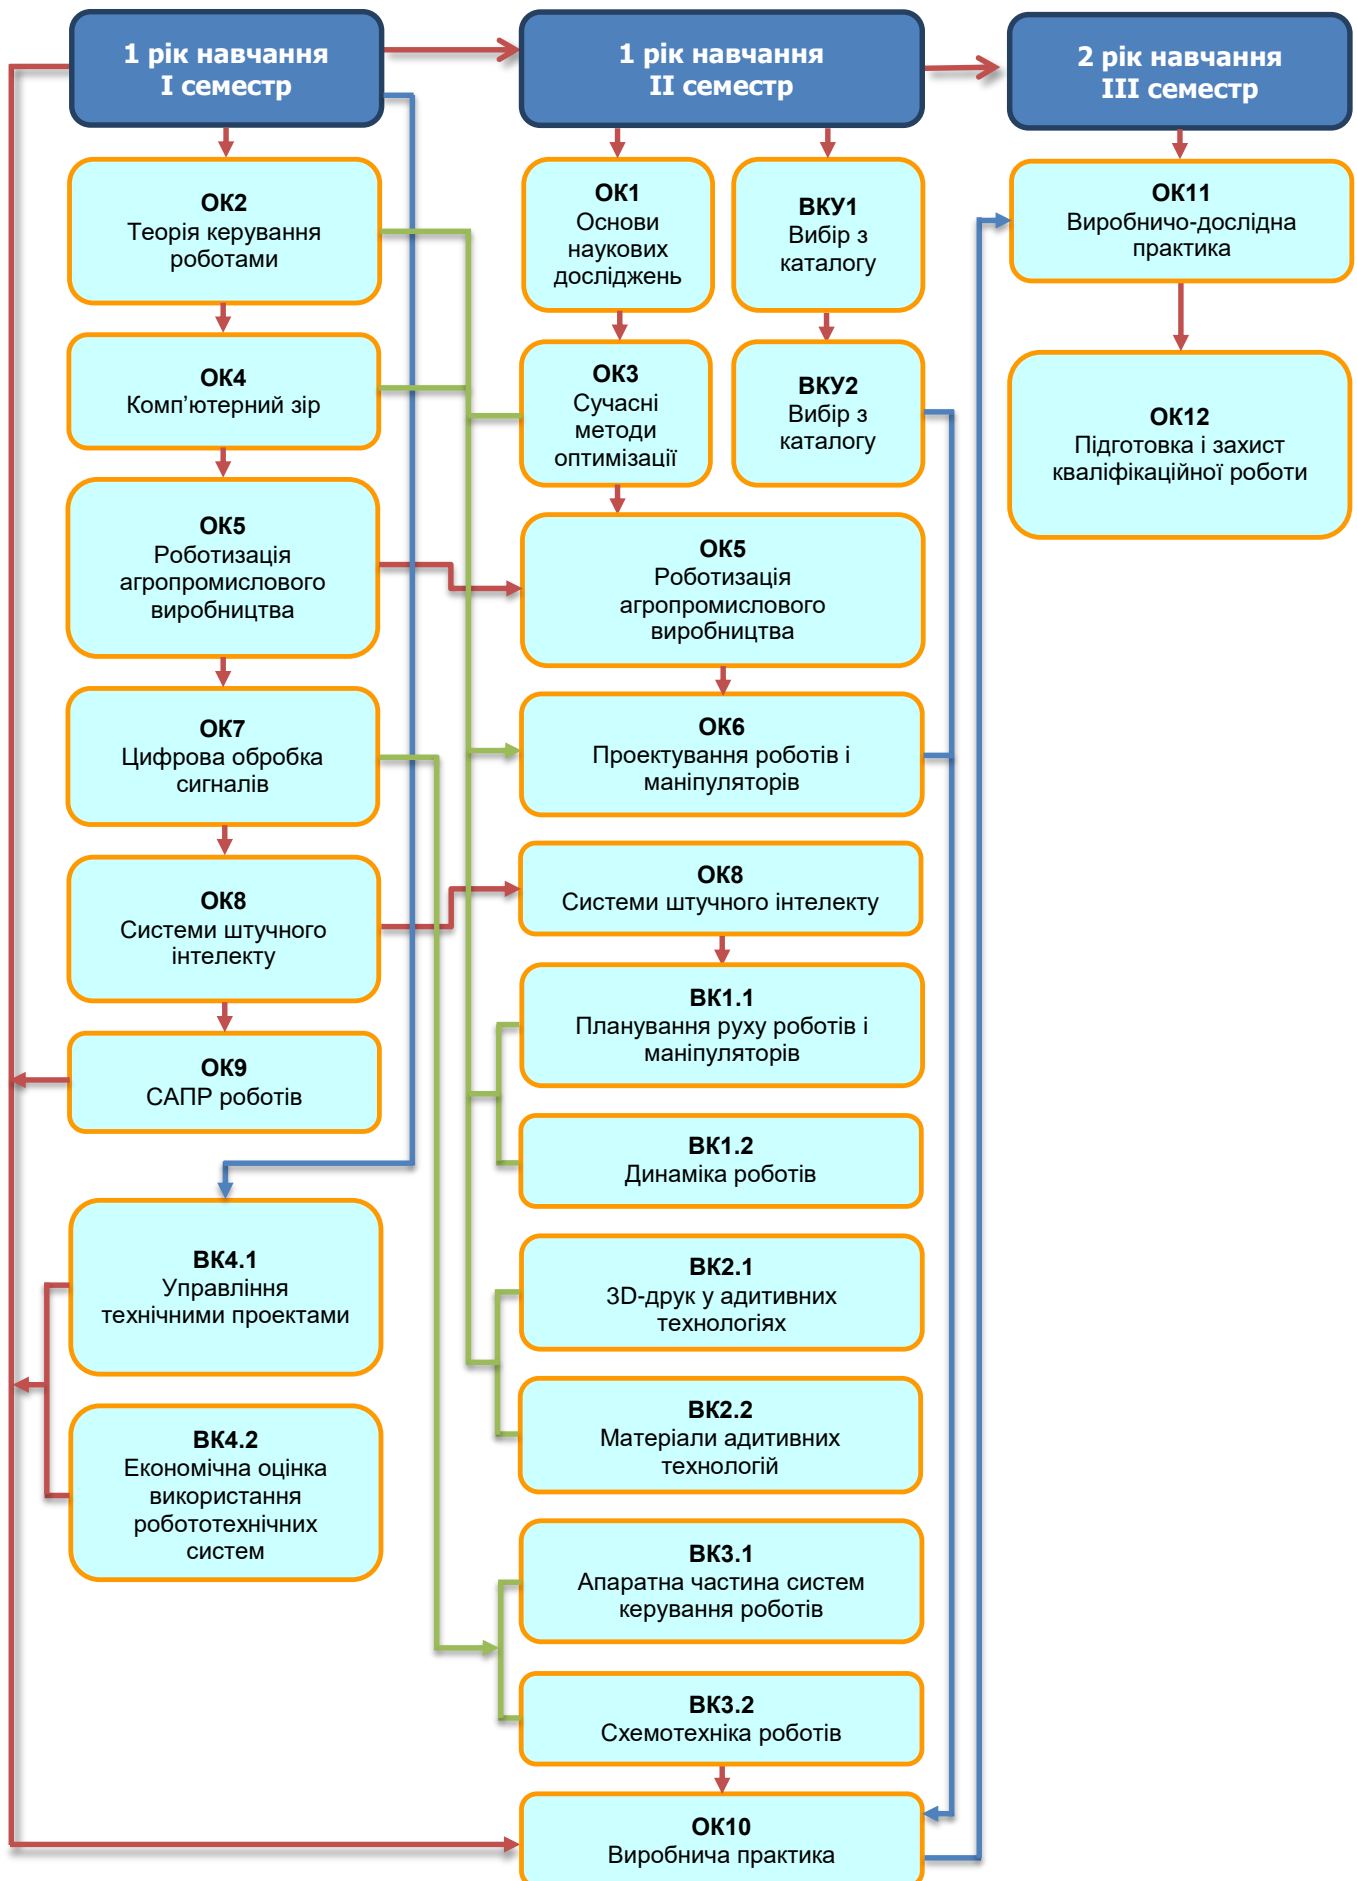 1 рік навчання
І семестр
1 рік навчання
ІІ семестр
2 рік навчання
ІІІ семестр
ОК2
Теорія керування
роботами
ОК4
Комп’ютерний зір
ОК5
Роботизація
агропромислового
виробництва
ОК7
Цифрова обробка
сигналів
ОК8
Системи штучного
інтелекту
ОК9
САПР роботів
ВК4.1
Управління
технічними проектами
ВК4.2
Економічна оцінка
використання
робототехнічних
систем
ОК1
Основи
наукових
досліджень
ВКУ1
Вибір з
каталогу
ОК3
Сучасні
методи
оптимізації
ВКУ2
Вибір з
каталогу
ОК5
Роботизація
агропромислового
виробництва
ОК6
Проектування роботів і
маніпуляторів
ОК8
Системи штучного інтелекту
ВК1.1
Планування руху роботів і
маніпуляторів
ВК1.2
Динаміка роботів
ВК2.1
3D-друк у адитивних
технологіях
ВК2.2
Матеріали адитивних
технологій
ВК3.1
Апаратна частина систем
керування роботів
ВК3.2
Схемотехніка роботів
ОК10
Виробнича практика
ОК11
Виробничо-дослідна
практика
ОК12
Підготовка і захист
кваліфікаційної роботи